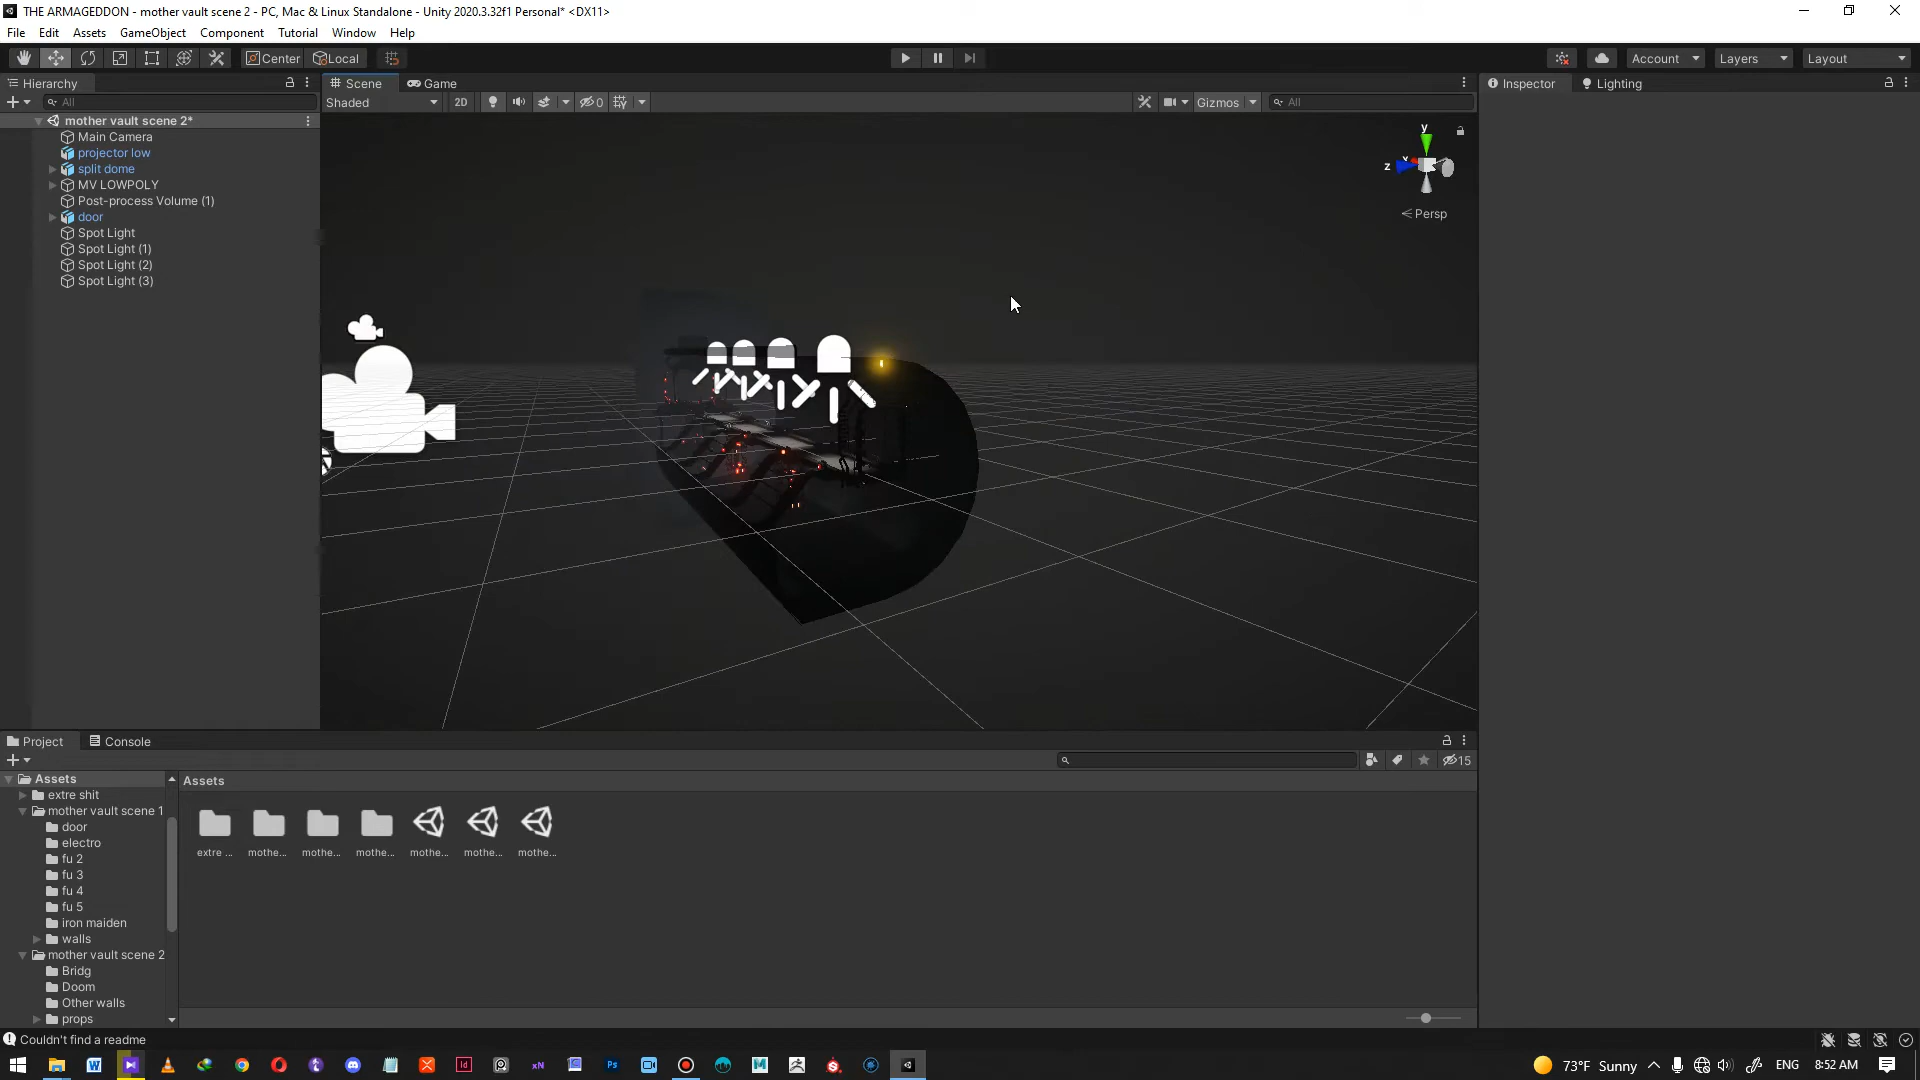 THE ARMAGEDDON - mother vault scene 2 - PC, Mac & Linux Standalone - Unity 2020.3.32f1 Personal* <DX11>
File Edit Assets GameObject Component Tutorial Window Help
Center Local Account Layers Layout
Hierarchy
All
mother vault scene 2*
Main Camera
projector low
split dome
MV LOWPOLY
Post-process Volume (1)
door
Spot Light
Spot Light (1)
Spot Light (2)
Spot Light (3)
Scene Game
Shaded 2D 0 Gizmos All
y
x
z
Persp
Inspector Lighting
Project Console
15
Assets
extre shit
mother vault scene 1
door
electro
fu 2
fu 3
fu 4
fu 5
iron maiden
walls
mother vault scene 2
Bridg
Doom
Other walls
props
Assets
extre ... mothe... mothe... mothe... mothe... mothe... mothe...
Couldn't find a readme
73°F Sunny ENG 8:52 AM